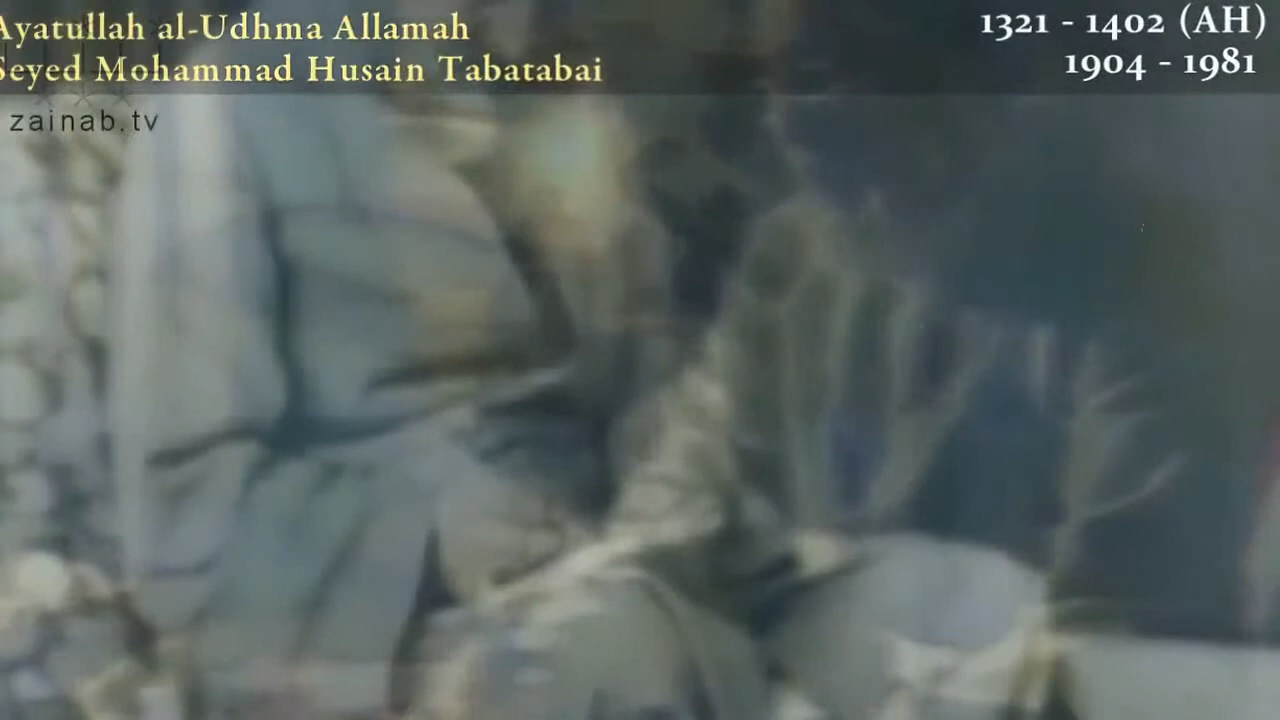 Ayatullah al-Udhma Allamah
Seyed Mohammad Husain Tabatabai
1321 - 1402 (AH)
1904 - 1981
zainab.tv